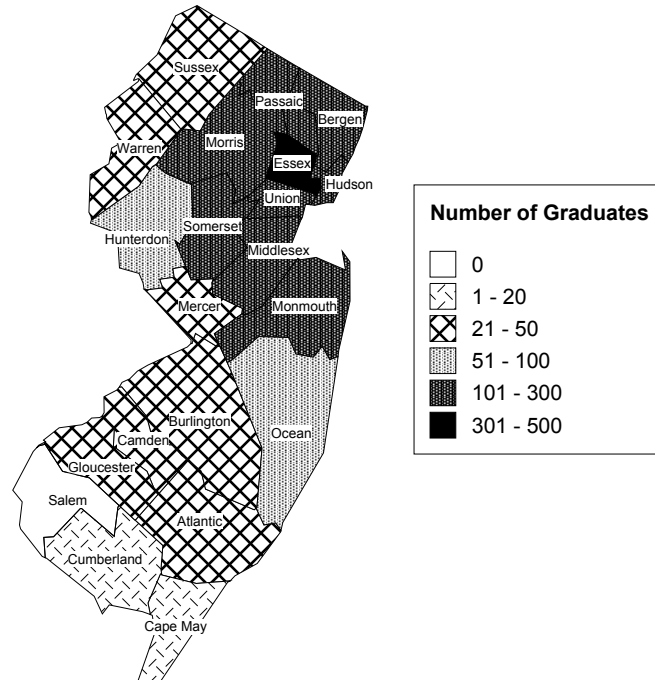 Sussex
Passaic
Bergen
Morris
Warren
Essex
Hudson
Union
Somerset
Hunterdon
Middlesex
Mercer
Monmouth
Burlington
Ocean
Camden
Gloucester
Salem
Atlantic
Cumberland
Cape May
Number of Graduates
0
1 - 20
21 - 50
51 - 100
101 - 300
301 - 500